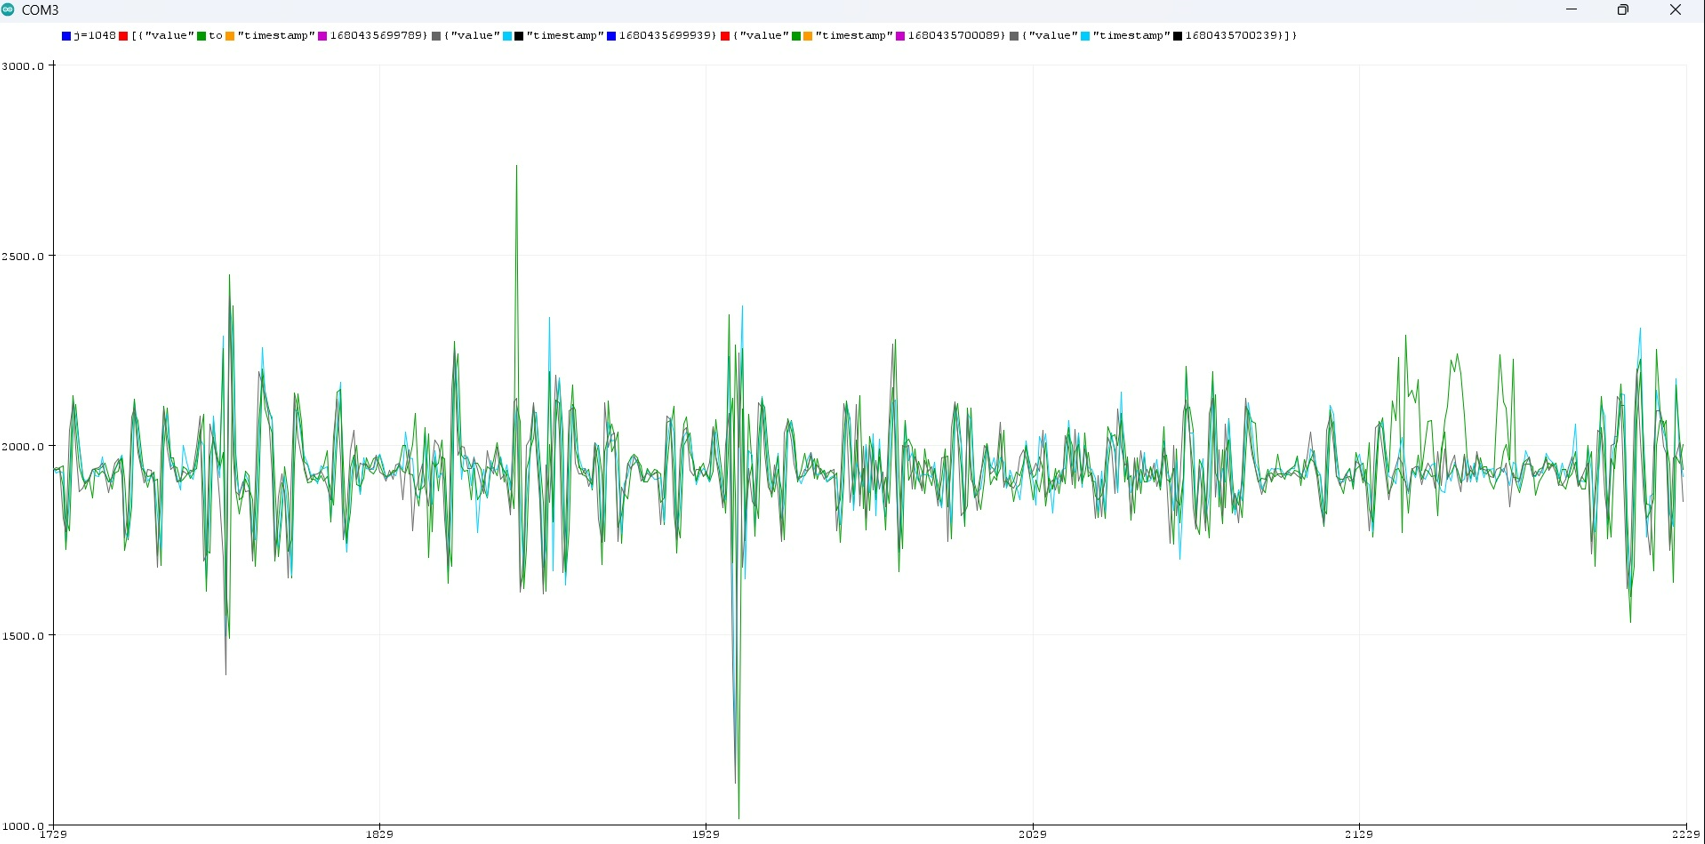 COM3
j=1048 [{"value" to "timestamp" 1680435699789} {"value" "timestamp" 1680435699939} {"value" "timestamp" 1680435700089} {"value" "timestamp" 1680435700239}]}
3000.0
2500.0
2000.0
1500.0
1000.0
1729 1829 1929 2029 2129 2229